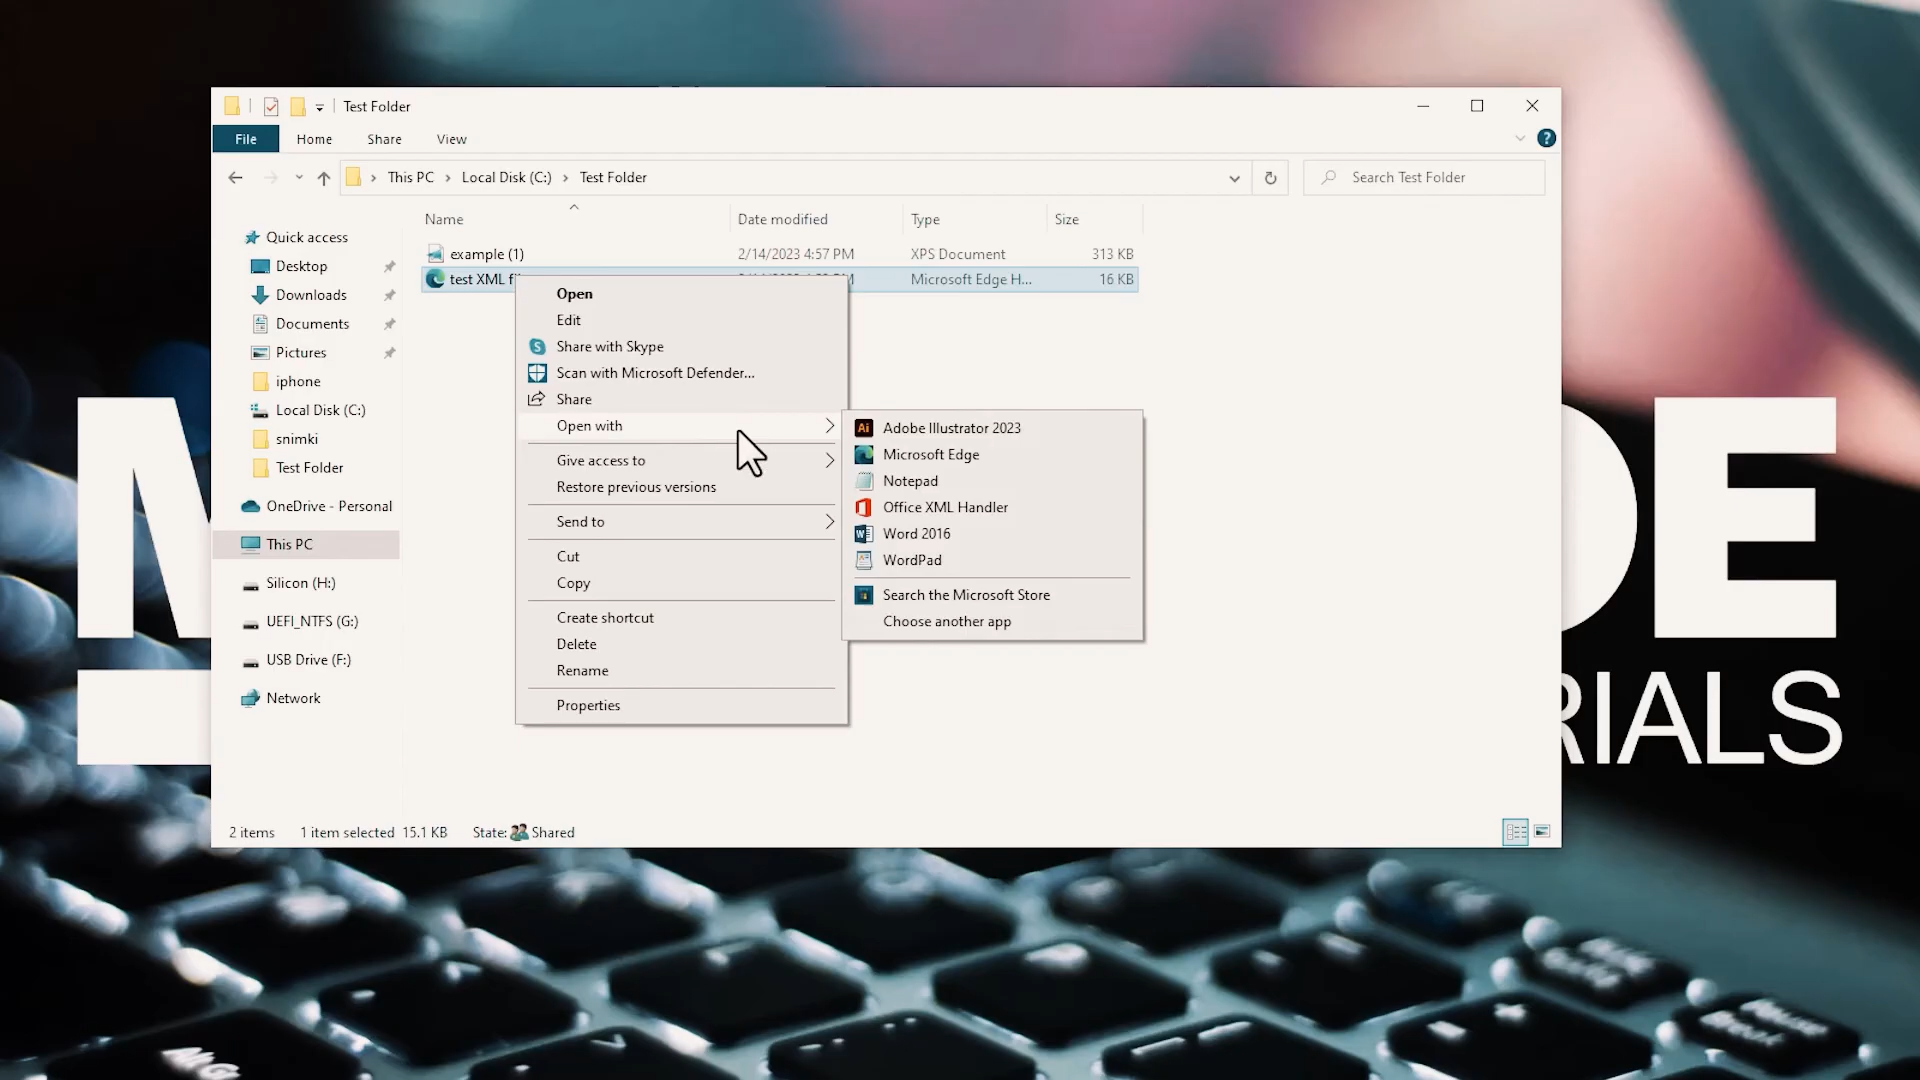 Test Folder
File Home Share View
This PC Local Disk (C:) Test Folder
Search Test Folder
Name Date modified Type Size
example (1) 2/14/2023 4:57 PM XPS Document 313 KB
test XML Microsoft Edge H... 16 KB
Quick access
Desktop
Downloads
Documents
Pictures
iphone
Local Disk (C:)
snimki
Test Folder
OneDrive - Personal
This PC
Silicon (H:)
UEFI_NTFS (G:)
USB Drive (F:)
Network
Open
Edit
Share with Skype
Scan with Microsoft Defender...
Share
Open with
Give access to
Restore previous versions
Send to
Cut
Copy
Create shortcut
Delete
Rename
Properties
Adobe Illustrator 2023
Microsoft Edge
Notepad
Office XML Handler
Word 2016
WordPad
Search the Microsoft Store
Choose another app
2 items 1 item selected 15.1 KB State: Shared
Pause
Break